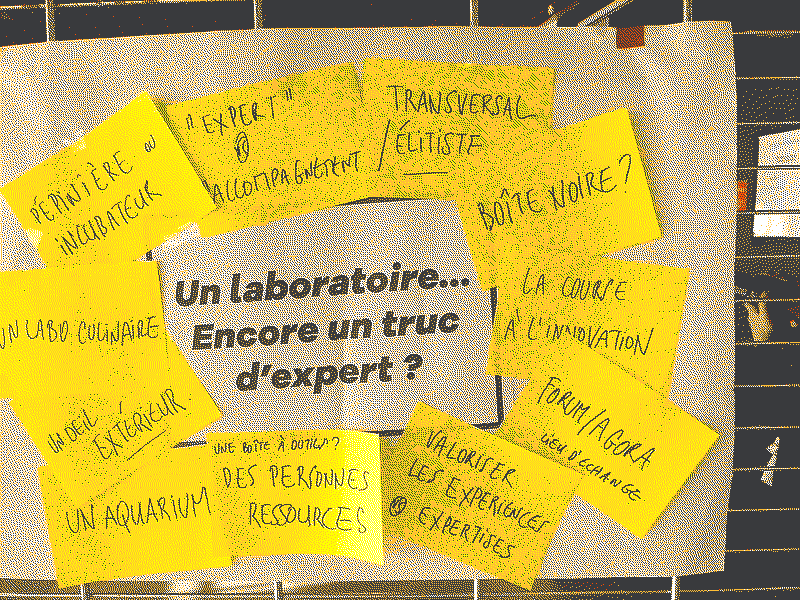 "EXPERT"
@
ACCOMPAGNEMENT
TRANSVERSAL
/ÉLITISTE
PÉPINIÈRE ou
INCUBATEUR
BOÎTE NOIRE?
Un laboratoire...
Encore un truc
d'expert ?
LA COURSE
À L'INNOVATION
UN LABO CULINAIRE
FORUM/AGORA
LIEU D'ECHANGE
UN OEIL
EXTÉRIEUR
UNE BOÎTE À OUTILS?
DES PERSONNES
RESSOURCES
VALORISER
LES EXPÉRIENCES
@ EXPERTISES
UN AQUARIUM